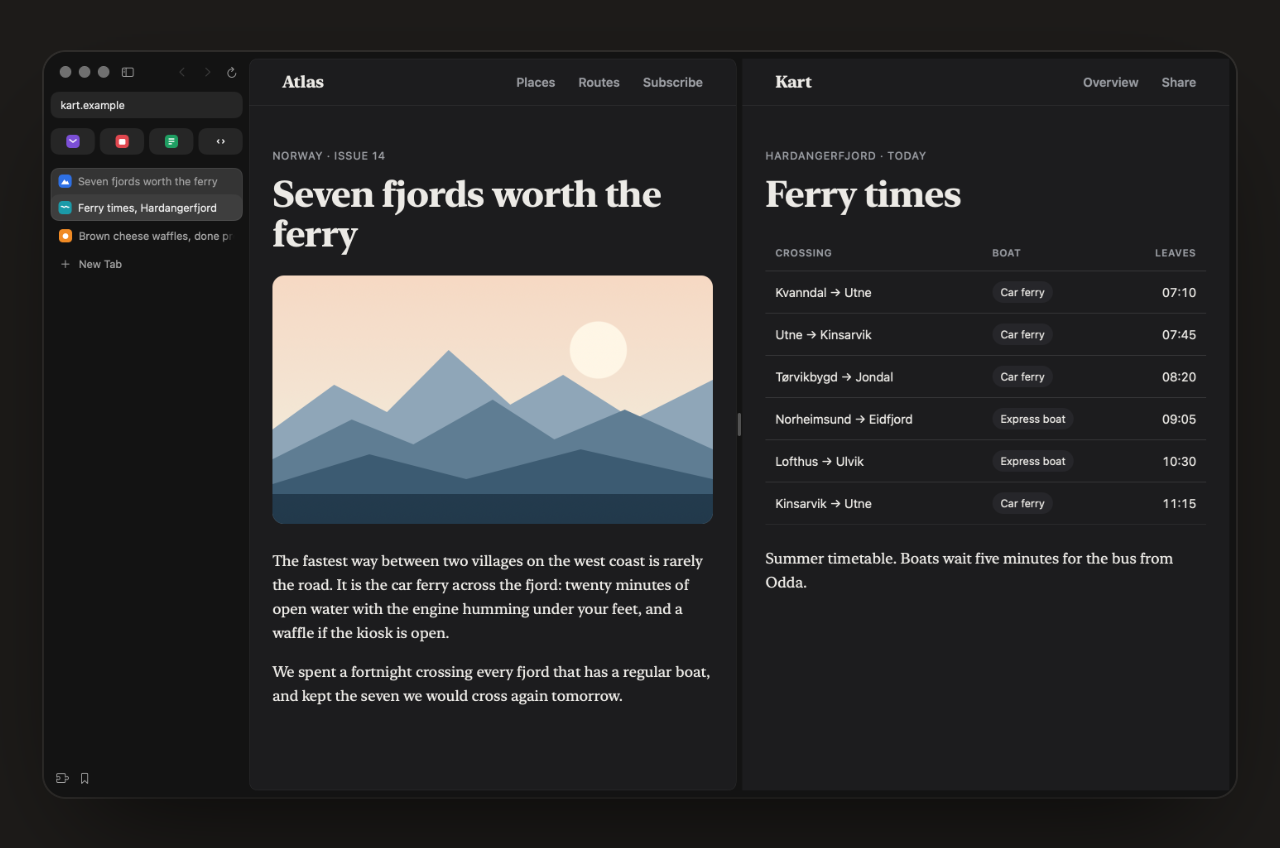 kart.example
Seven fjords worth the ferry
Ferry times, Hardangerfjord
Brown cheese waffles, done
New Tab
Atlas
Places
Routes
Subscribe
NORWAY · ISSUE 14
Seven fjords worth the
ferry
The fastest way between two villages on the west coast is rarely
the road. It is the car ferry across the fjord: twenty minutes of
open water with the engine humming under your feet, and a
waffle if the kiosk is open.
We spent a fortnight crossing every fjord that has a regular boat,
and kept the seven we would cross again tomorrow.
Kart
Overview
Share
HARDANGERFJORD · TODAY
Ferry times
CROSSING BOAT LEAVES
Kvanndal → Utne Car ferry 07:10
Utne → Kinsarvik Car ferry 07:45
Tørvikbygd → Jondal Car ferry 08:20
Norheimsund → Eidfjord Express boat 09:05
Lofthus → Ulvik Express boat 10:30
Kinsarvik → Utne Car ferry 11:15
Summer timetable. Boats wait five minutes for the bus from
Odda.